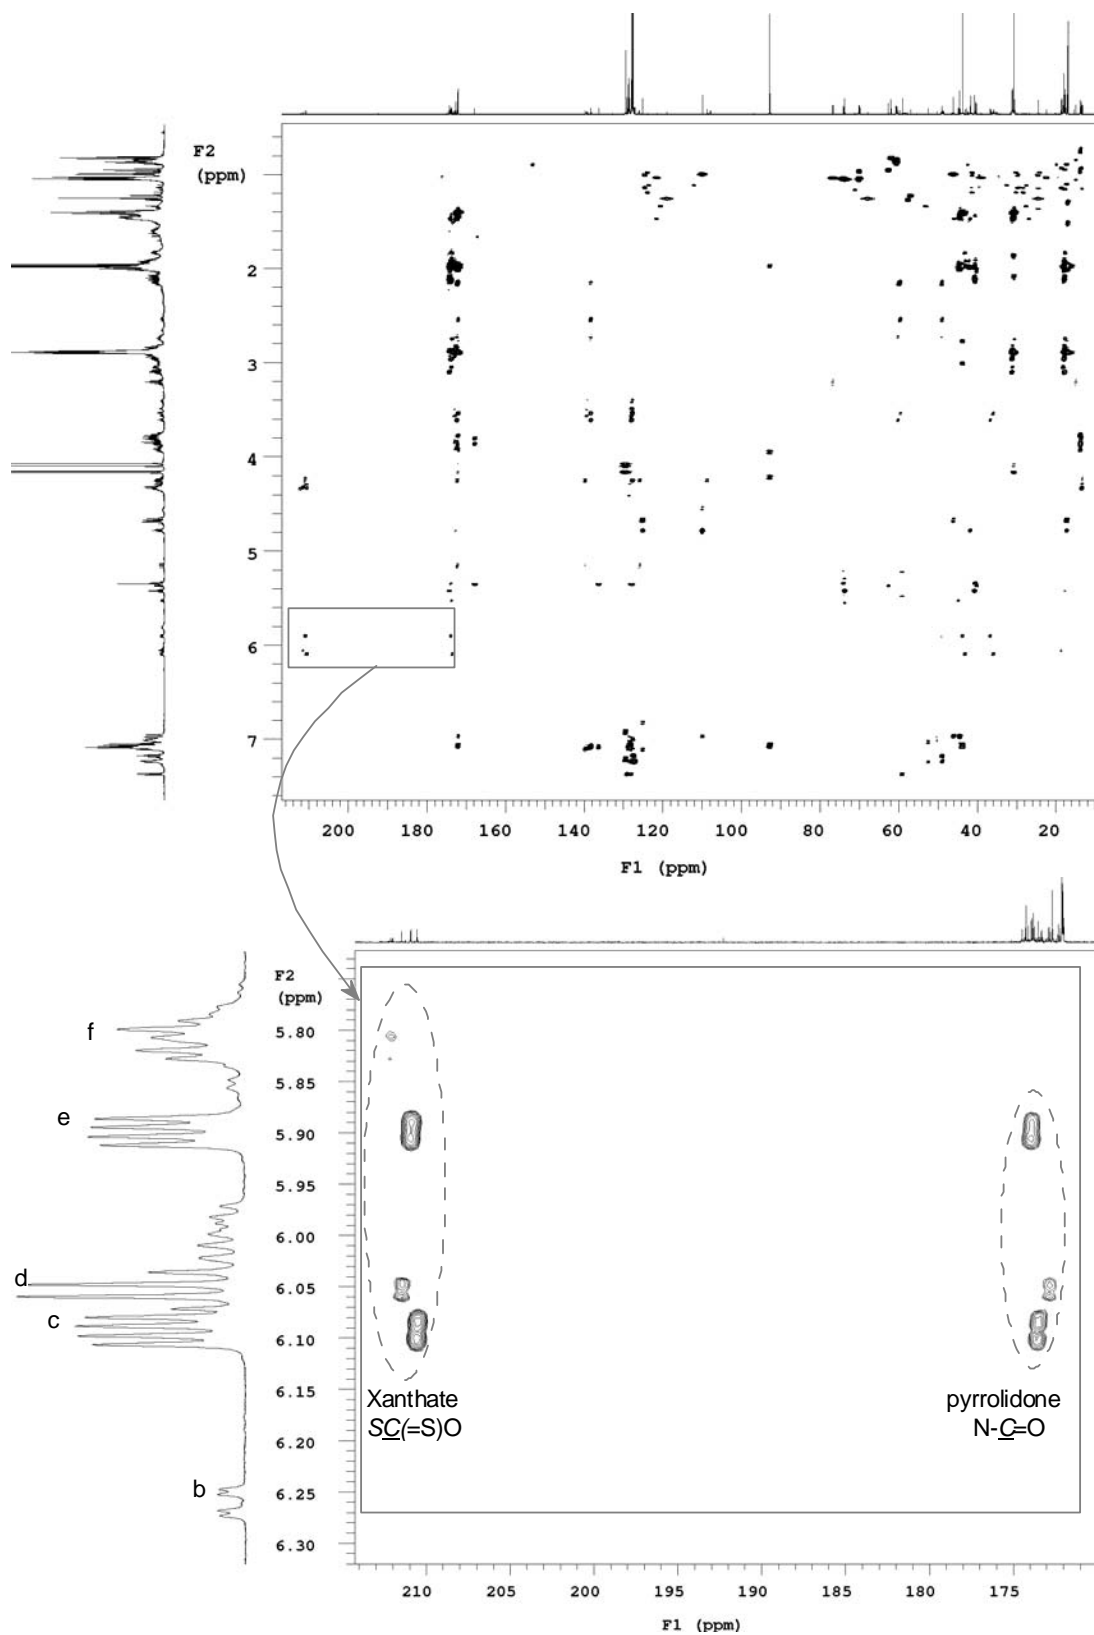 F2
(ppm)
2
3
4
5
6
7
200 180 160 140 120 100 80 60 40 20
F1 (ppm)
F2
(ppm)
5.80
f
5.85
e
5.90
5.95
6.00
d
6.05
c
6.10
6.15
Xanthate
SC(=S)O
pyrrolidone
N-C=O
6.20
b
6.25
6.30
210 205 200 195 190 185 180 175
F1 (ppm)